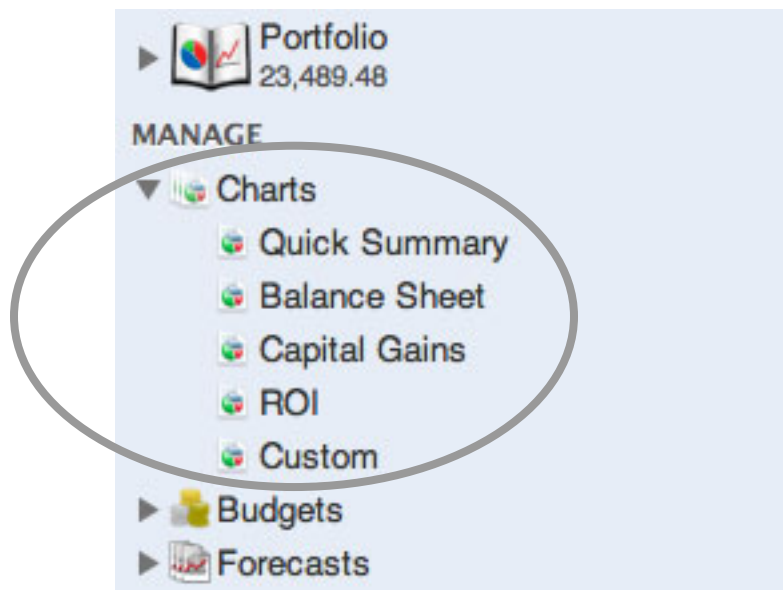 Portfolio
23,489.48
MANAGE
Charts
Quick Summary
Balance Sheet
Capital Gains
ROI
Custom
Budgets
Forecasts